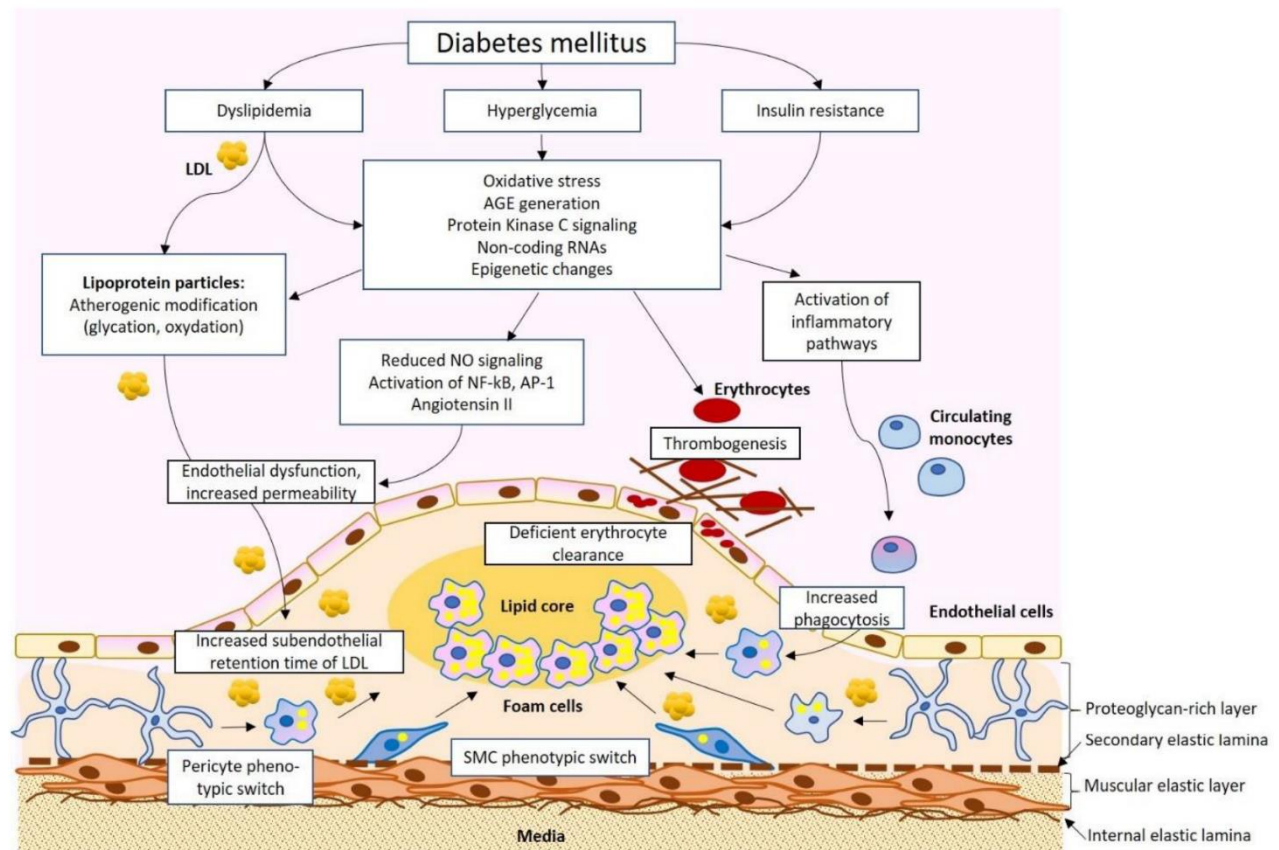 Diabetes mellitus
Dyslipidemia
Hyperglycemia
Insulin resistance
LDL
Oxidative stress
AGE generation
Protein Kinase C signaling
Non-coding RNAs
Epigenetic changes
Lipoprotein particles:
Atherogenic modification
(glycation, oxydation)
Activation of
inflammatory
pathways
Reduced NO signaling
Activation of NF-kB, AP-1
Angiotensin II
Erythrocytes
Circulating
monocytes
Thrombogenesis
Endothelial dysfunction,
increased permeability
Deficient erythrocyte
clearance
Lipid core
Increased
phagocytosis
Endothelial cells
Increased subendothelial
retention time of LDL
Foam cells
Proteoglycan-rich layer
Secondary elastic lamina
Pericyte pheno-
typic switch
SMC phenotypic switch
Muscular elastic layer
Media
Internal elastic lamina